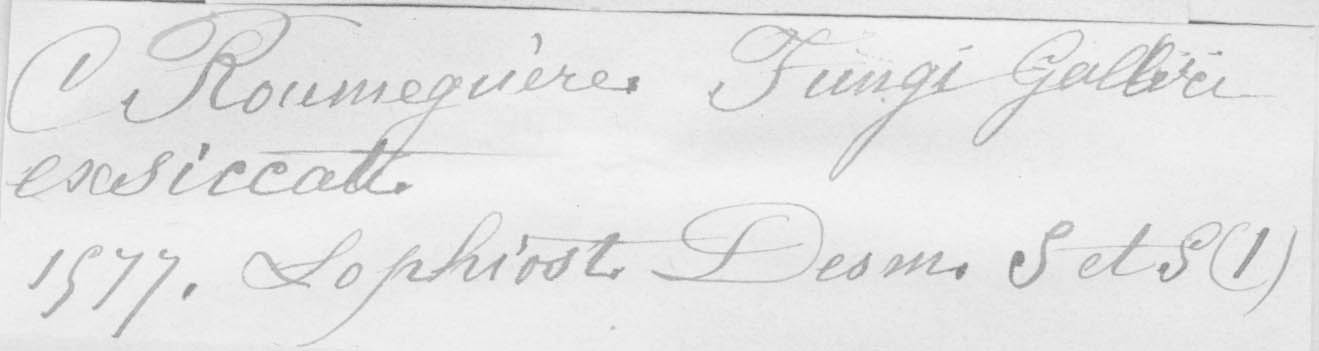 C Roumeguère. Fungi Gallici
exsiccati.
1577. Lophiost. Desm. S et S (1)